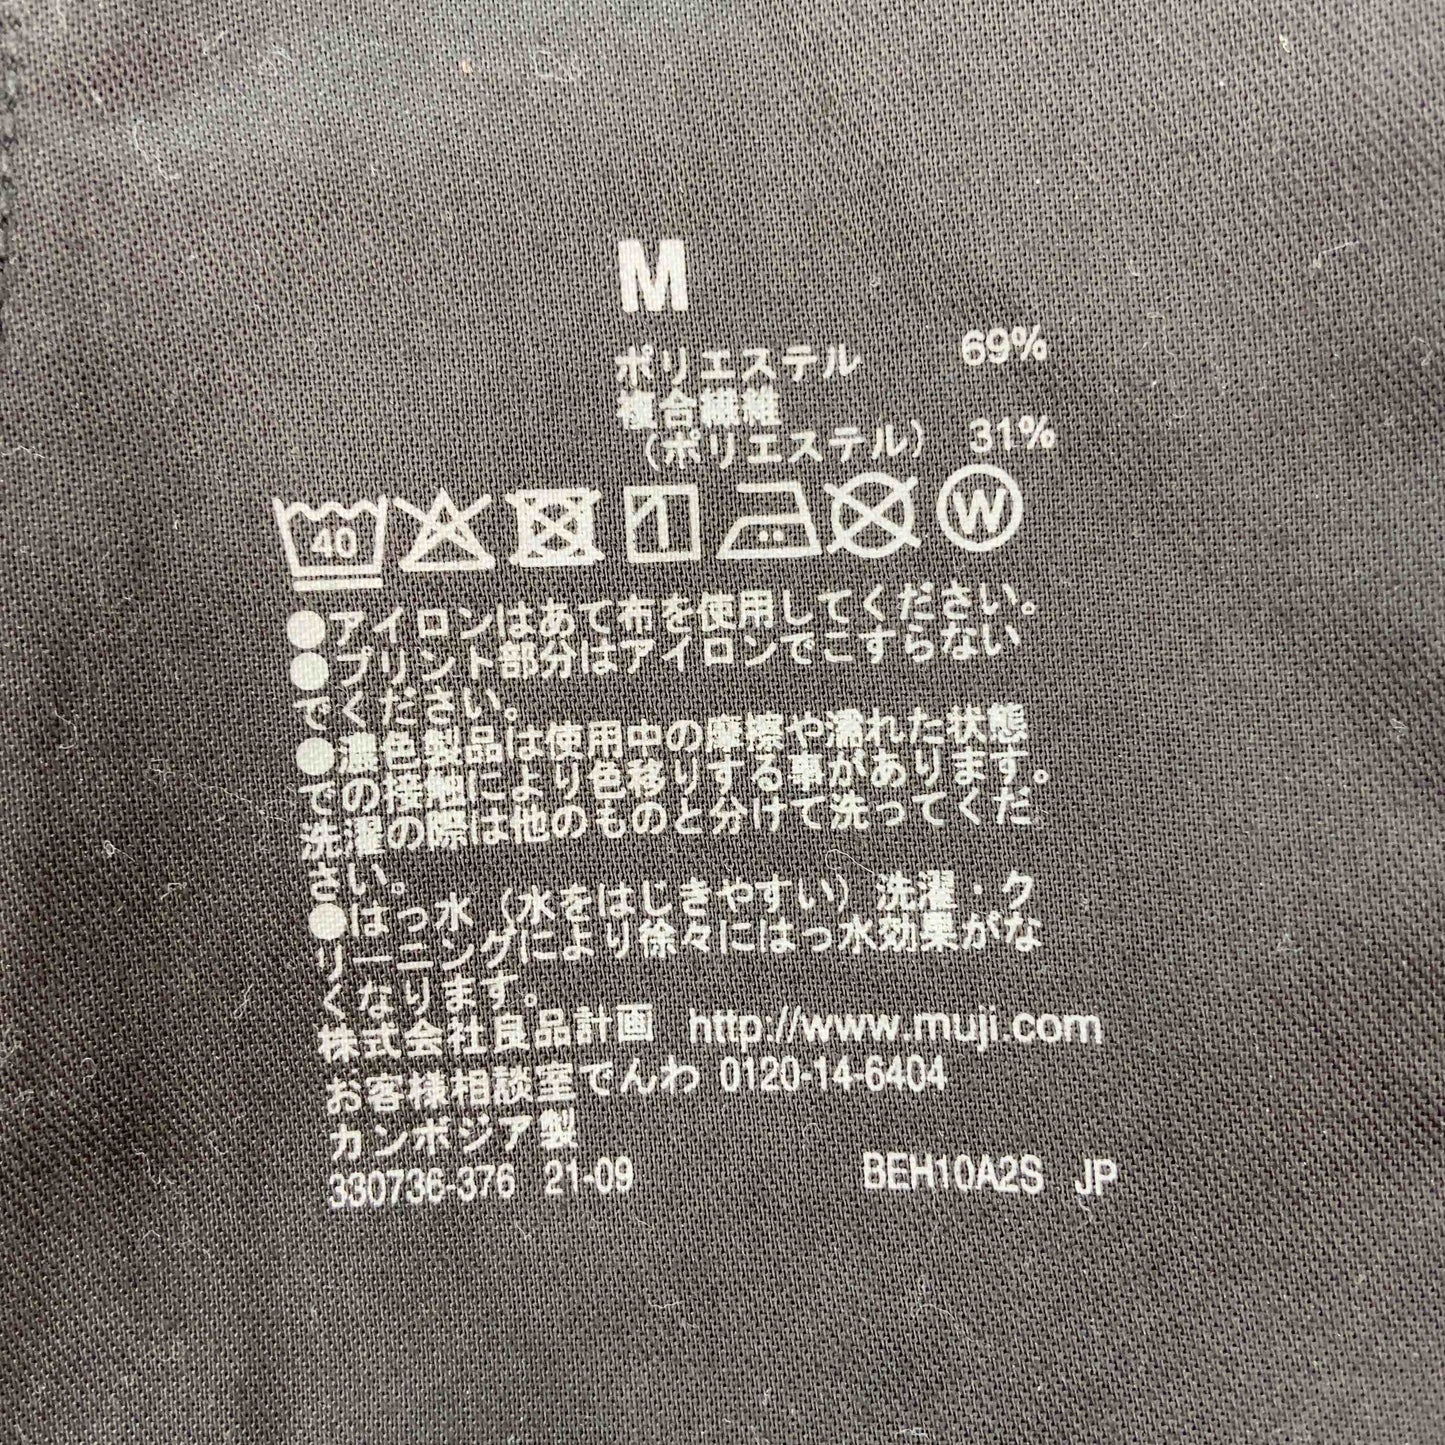 M
ポリエステル 69%
複合繊維
(ポリエステル) 31%
40 W
●アイロンはあて布を使用してください。
●プリント部分はアイロンでこすらない
でください。
●濃色製品は使用中の摩擦や濡れた状態
での接触により色移りする事があります。
洗濯の際は他のものと分けて洗ってくだ
さい。
●はっ水(水をはじきやすい)洗濯・ク
リーニングにより徐々にはっ水効果がな
くなります。
株式会社良品計画 http://www.muji.com
お客様相談室でんわ 0120-14-6404
カンボジア製
330736-376 21-09 BEH10A2S JP